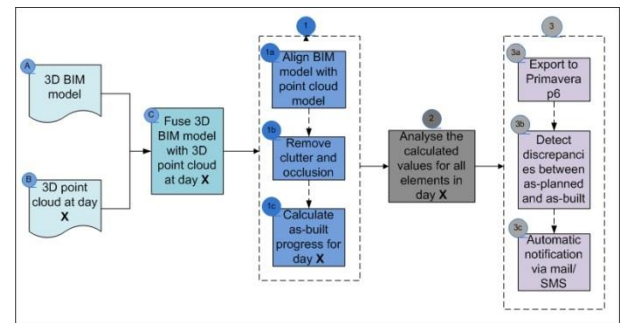 A
3D BIM
model
B
3D point
cloud at day
X
C
Fuse 3D
BIM model
with 3D
point cloud
at day X
1
1a
Align BIM
model with
point cloud
model
1b
Remove
clutter and
occlusion
1c
Calculate
as-built
progress for
day X
2
Analyse the
calculated
values for all
elements in
day X
3
3a
Export to
Primavera
p6
3b
Detect
discrepanci
es between
as-planned
and as-built
3c
Automatic
notification
via mail/
SMS